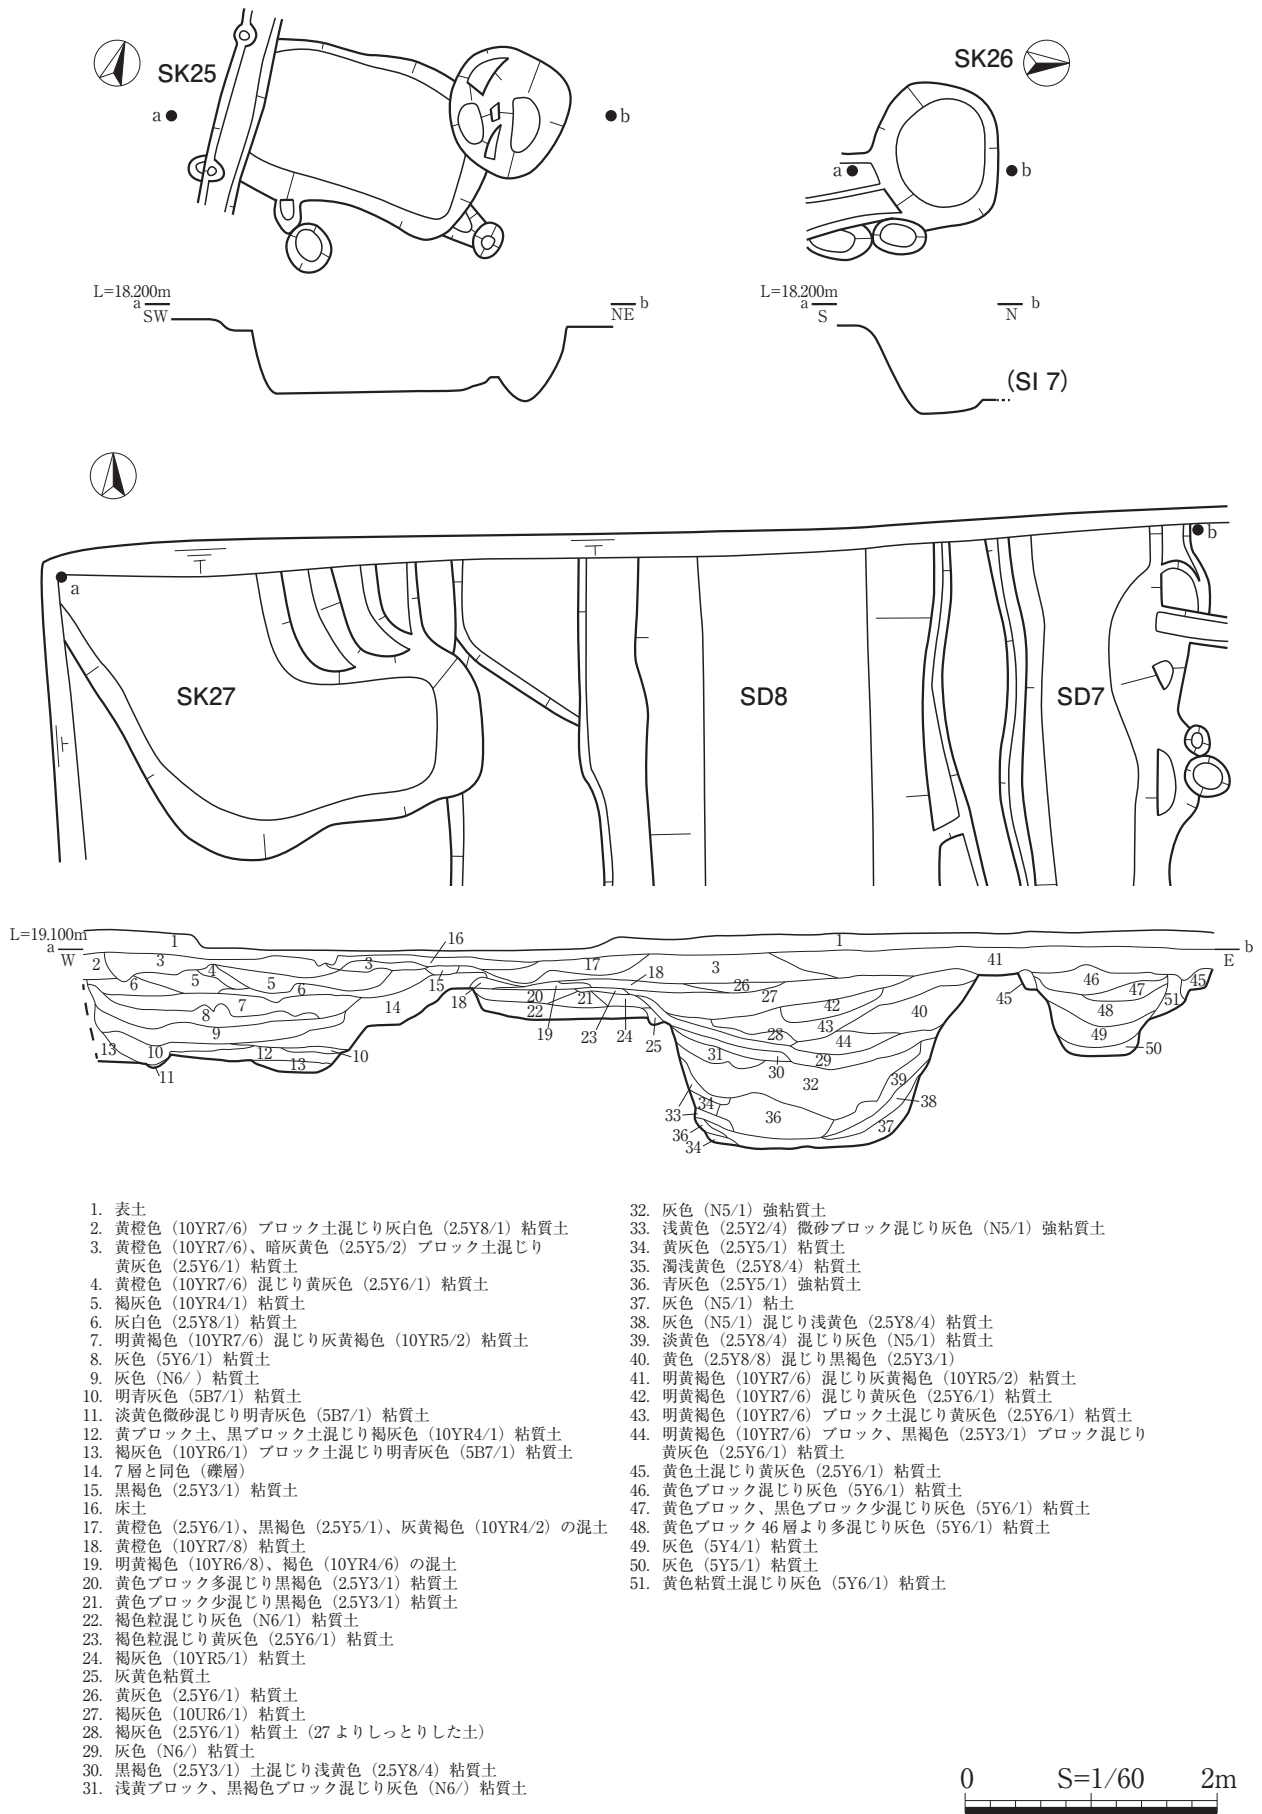 SK25
a
b
SK26
a
b
L=18.200m
a
SW
NE
b
L=18.200m
a
S
N
b
(SI 7)
a
b
SK27
SD8
SD7
L=19.100m
a
W
b
E
1
16
1
2
3
4
3
17
3
18
41
6
5
5
6
15
26
46
47
45
7
14
18
20
21
27
42
45
51
8
22
40
48
9
19
23
24
25
28
43
44
49
50
13
10
12
10
31
29
11
13
30
32
39
33
34
38
36
36
37
34
1. 表土
2. 黄橙色（10YR7/6）ブロック土混じり灰白色（2.5Y8/1）粘質土
3. 黄橙色（10YR7/6）、暗灰黄色（2.5Y5/2）ブロック土混じり
黄灰色（2.5Y6/1）粘質土
4. 黄橙色（10YR7/6）混じり黄灰色（2.5Y6/1）粘質土
5. 褐灰色（10YR4/1）粘質土
6. 灰白色（2.5Y8/1）粘質土
7. 明黄褐色（10YR7/6）混じり灰黄褐色（10YR5/2）粘質土
8. 灰色（5Y6/1）粘質土
9. 灰色（N6/ ）粘質土
10. 明青灰色（5B7/1）粘質土
11. 淡黄色微砂混じり明青灰色（5B7/1）粘質土
12. 黄ブロック土、黒ブロック土混じり褐灰色（10YR4/1）粘質土
13. 褐灰色（10YR6/1）ブロック土混じり明青灰色（5B7/1）粘質土
14. 7 層と同色（礫層）
15. 黒褐色（2.5Y3/1）粘質土
16. 床土
17. 黄橙色（2.5Y6/1）、黒褐色（2.5Y5/1）、灰黄褐色（10YR4/2）の混土
18. 黄橙色（10YR7/8）粘質土
19. 明黄褐色（10YR6/8）、褐色（10YR4/6）の混土
20. 黄色ブロック多混じり黒褐色（2.5Y3/1）粘質土
21. 黄色ブロック少混じり黒褐色（2.5Y3/1）粘質土
22. 褐色粒混じり灰色（N6/1）粘質土
23. 褐色粒混じり黄灰色（2.5Y6/1）粘質土
24. 褐灰色（10YR5/1）粘質土
25. 灰黄色粘質土
26. 黄灰色（2.5Y6/1）粘質土
27. 褐灰色（10UR6/1）粘質土
28. 褐灰色（2.5Y6/1）粘質土（27 よりしっとりした土）
29. 灰色（N6/）粘質土
30. 黒褐色（2.5Y3/1）土混じり浅黄色（2.5Y8/4）粘質土
31. 浅黄ブロック、黒褐色ブロック混じり灰色（N6/）粘質土
32. 灰色（N5/1）強粘質土
33. 浅黄色（2.5Y2/4）微砂ブロック混じり灰色（N5/1）強粘質土
34. 黄灰色（2.5Y5/1）粘質土
35. 濁浅黄色（2.5Y8/4）粘質土
36. 青灰色（2.5Y5/1）強粘質土
37. 灰色（N5/1）粘土
38. 灰色（N5/1）混じり浅黄色（2.5Y8/4）粘質土
39. 淡黄色（2.5Y8/4）混じり灰色（N5/1）粘質土
40. 黄色（2.5Y8/8）混じり黒褐色（2.5Y3/1）
41. 明黄褐色（10YR7/6）混じり灰黄褐色（10YR5/2）粘質土
42. 明黄褐色（10YR7/6）混じり黄灰色（2.5Y6/1）粘質土
43. 明黄褐色（10YR7/6）ブロック土混じり黄灰色（2.5Y6/1）粘質土
44. 明黄褐色（10YR7/6）ブロック、黒褐色（2.5Y3/1）ブロック混じり
黄灰色（2.5Y6/1）粘質土
45. 黄色土混じり黄灰色（2.5Y6/1）粘質土
46. 黄色ブロック混じり灰色（5Y6/1）粘質土
47. 黄色ブロック、黒色ブロック少混じり灰色（5Y6/1）粘質土
48. 黄色ブロック 46 層より多混じり灰色（5Y6/1）粘質土
49. 灰色（5Y4/1）粘質土
50. 灰色（5Y5/1）粘質土
51. 黄色粘質土混じり灰色（5Y6/1）粘質土
0 S=1/60 2m